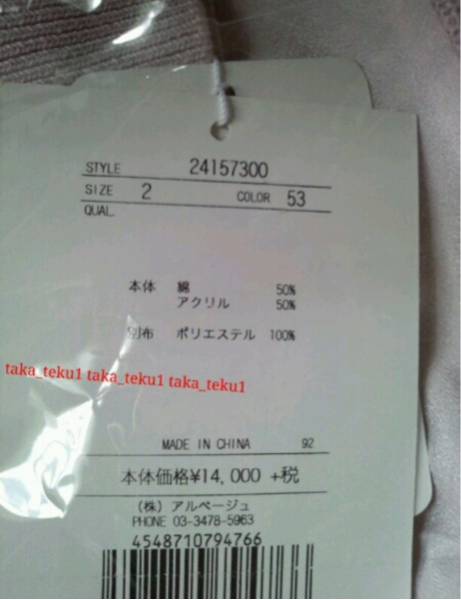 STYLE 24157300
SIZE 2 COLOR 53
QUAL.
本体 綿 50%
アクリル 50%
別布 ポリエステル 100%
taka_teku1 taka_teku1 taka_teku1
MADE IN CHINA 92
本体価格¥14,000 +税
(株) アルページュ
PHONE 03-3478-5963
4548710794766